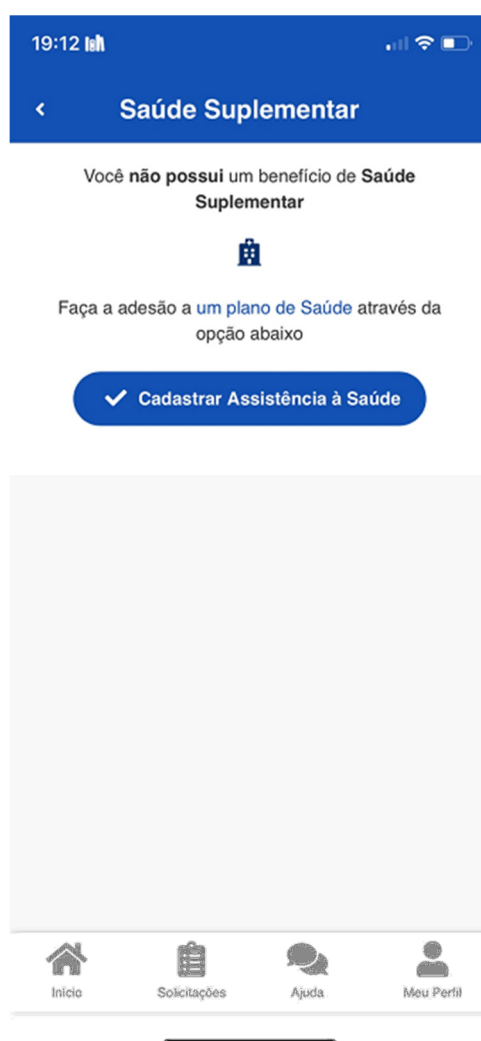 19:12
Saúde Suplementar
Você não possui um benefício de Saúde
Suplementar
Faça a adesão a um plano de Saúde através da
opção abaixo
Cadastrar Assistência à Saúde
Início Solicitações Ajuda Meu Perfil